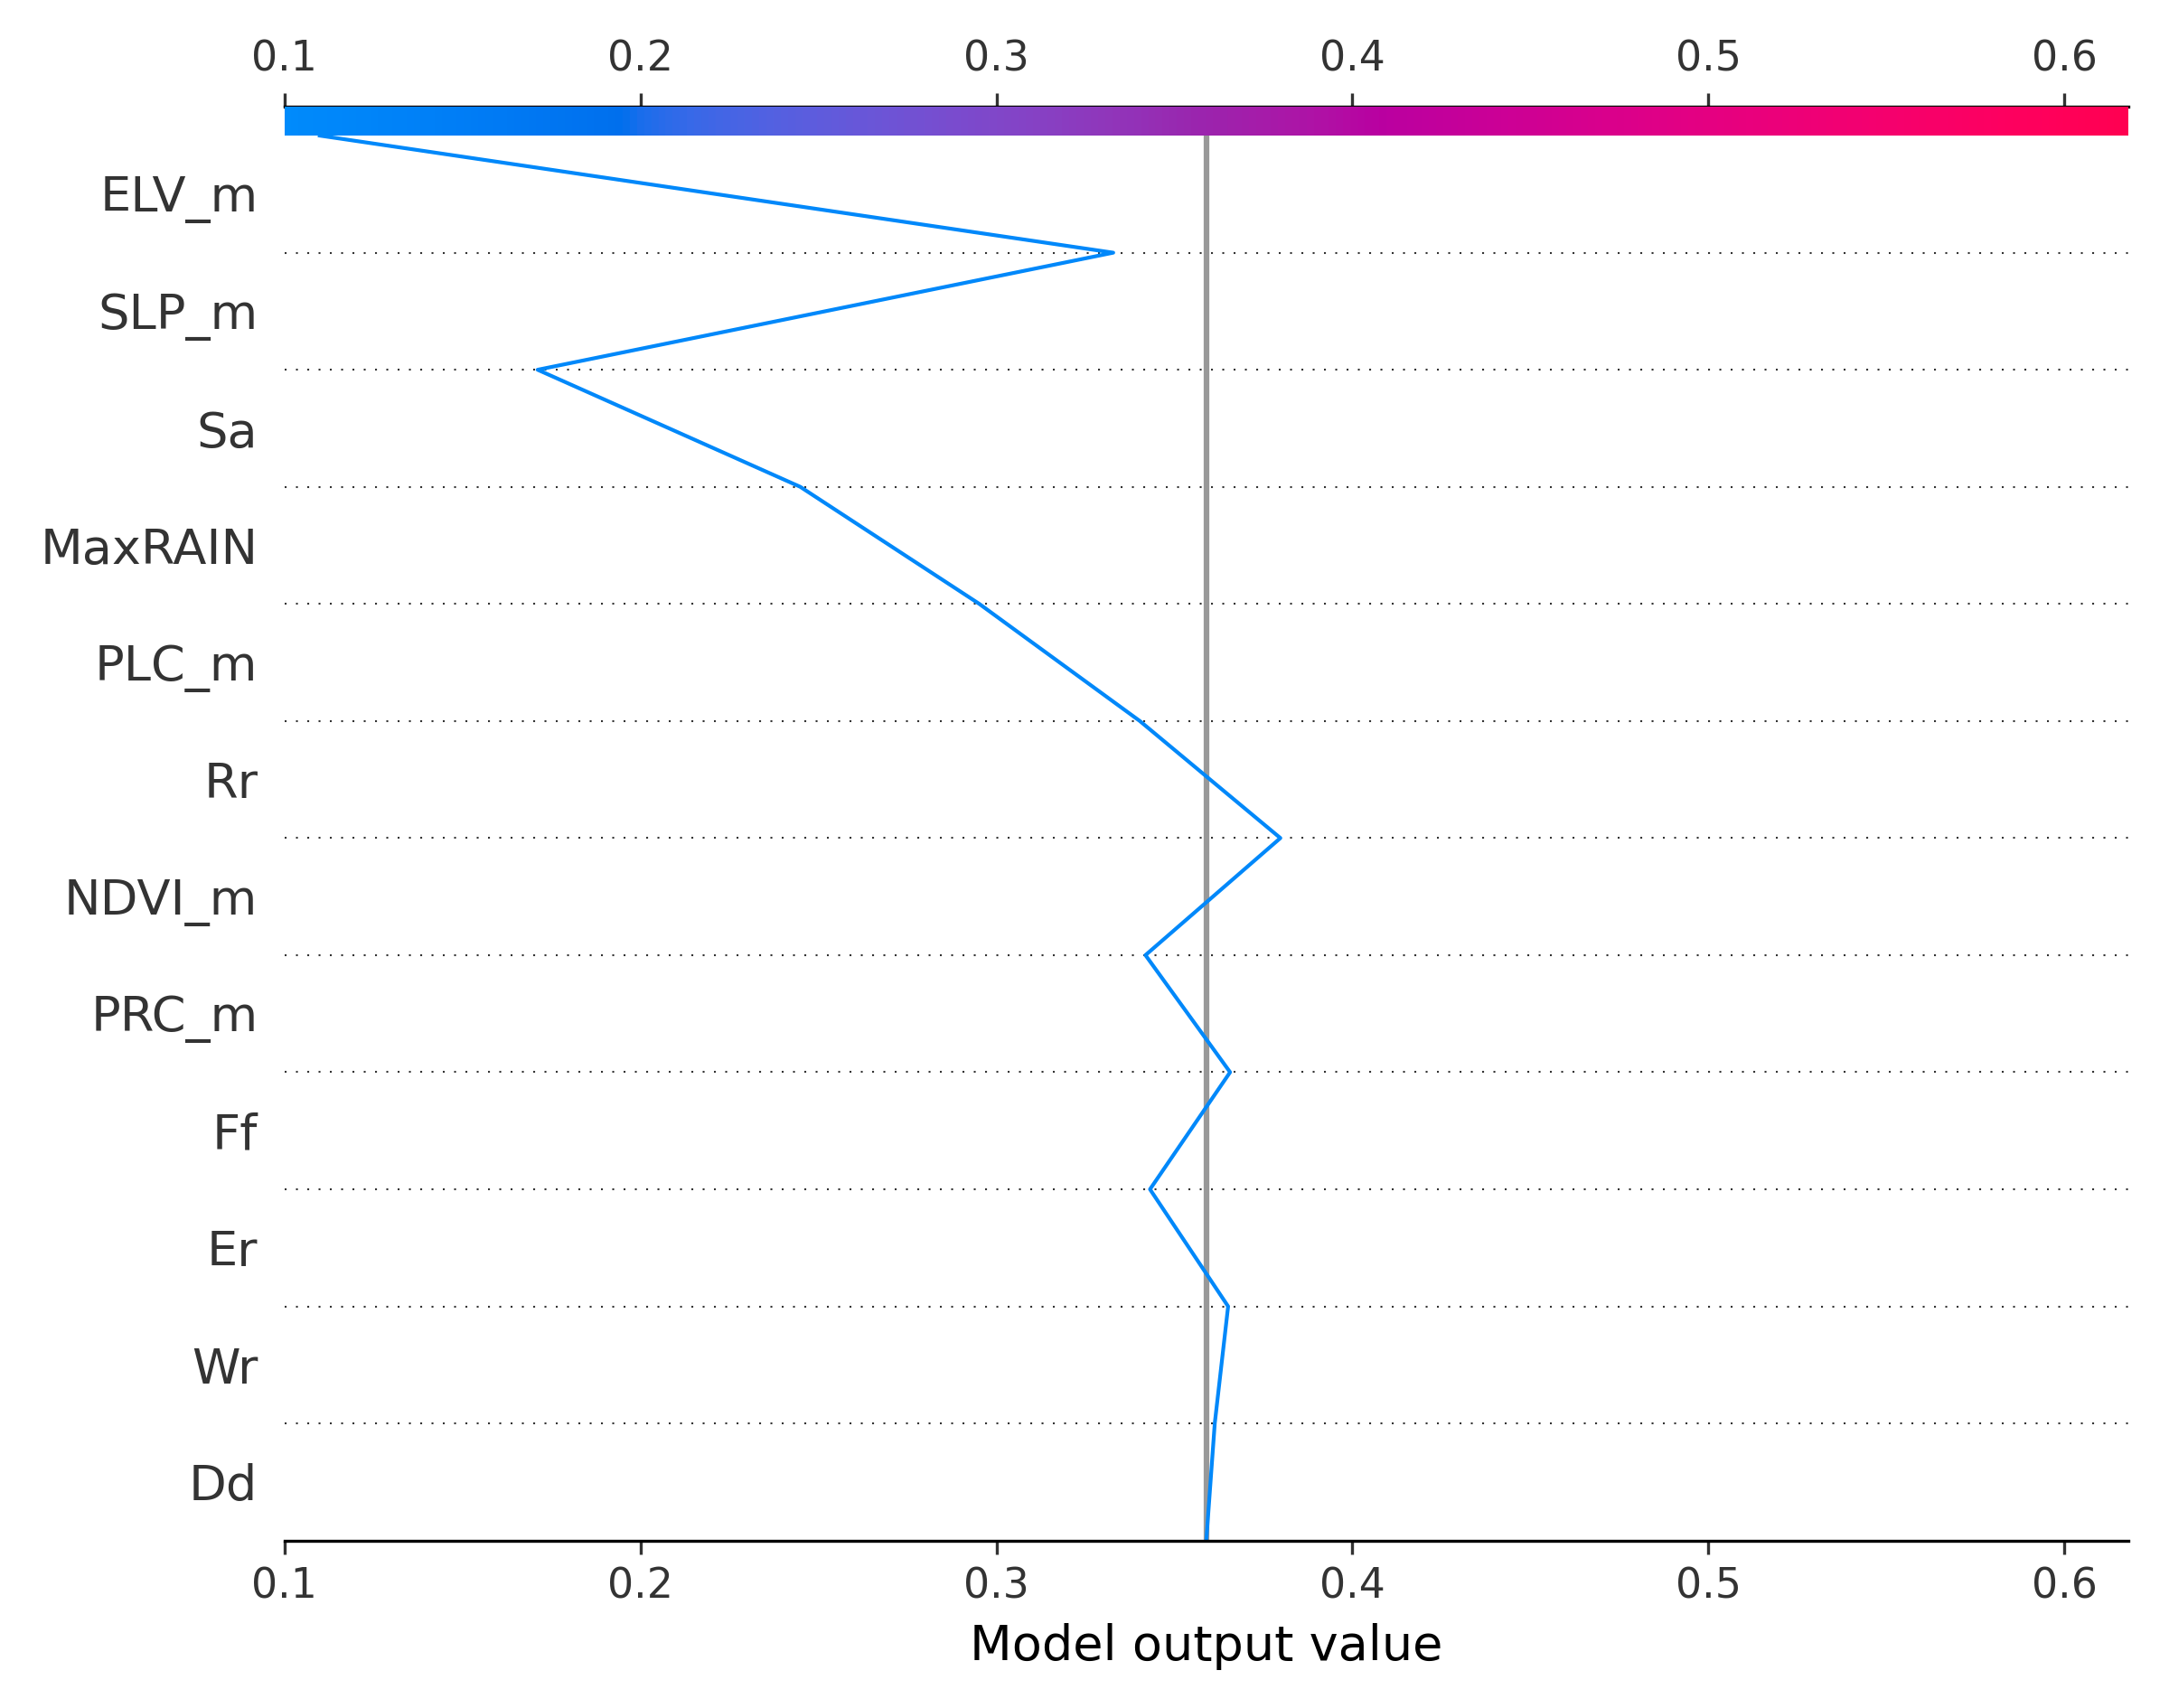 0.1 0.2 0.3 0.4 0.5 0.6
ELV_m
SLP_m
Sa
MaxRAIN
PLC_m
Rr
NDVI_m
PRC_m
Ff
Er
Wr
Dd
0.1 0.2 0.3 0.4 0.5 0.6
Model output value